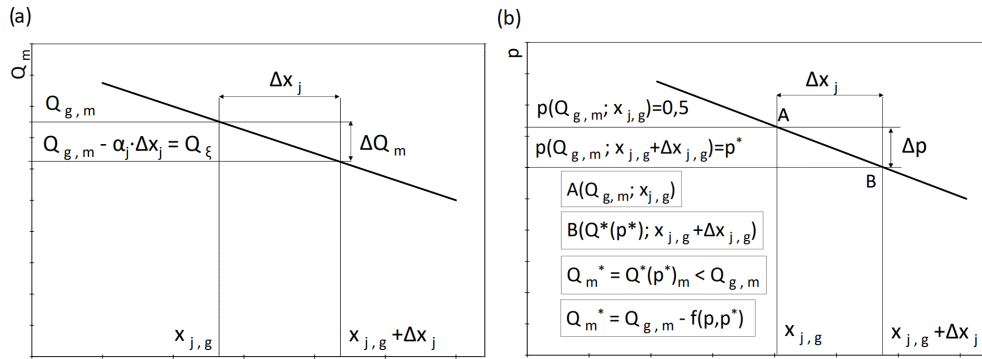 (a)
Q m
Δx j
Q g , m
Q g , m - α j · Δx j = Q ξ
ΔQ m
x j , g
x j , g +Δx j
(b)
p
Δx j
p(Q g , m ; x j , g)=0,5
A
p(Q g , m ; x j , g+Δx j , g)=p*
Δp
B
A(Q g , m ; x j , g)
B(Q*(p*); x j , g+Δx j , g)
Q m * = Q*(p*) m < Q g , m
Q m * = Q g , m - f(p,p*)
x j , g
x j , g +Δx j